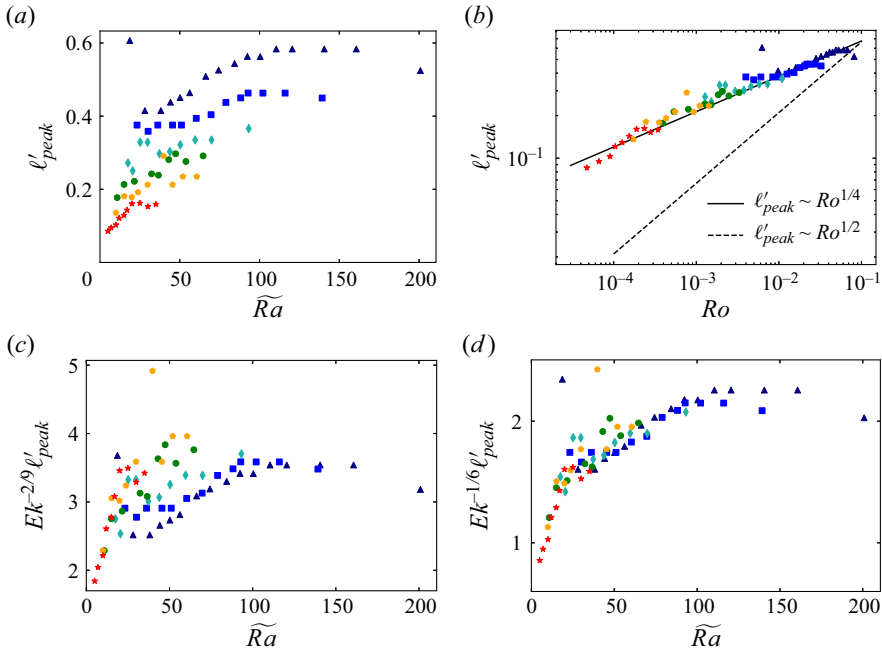 (a)
0.6
0.4
0.2
ℓ′peak
0 50 100 150 200
R̃a
(b)
10⁻¹
ℓ′peak
ℓ′peak ~ Ro^1/4
ℓ′peak ~ Ro^1/2
10⁻⁴ 10⁻³ 10⁻² 10⁻¹
Ro
(c)
5
4
3
2
Ek^−2/9 ℓ′peak
0 50 100 150 200
R̃a
(d)
2
1
Ek^−1/6 ℓ′peak
0 50 100 150 200
R̃a